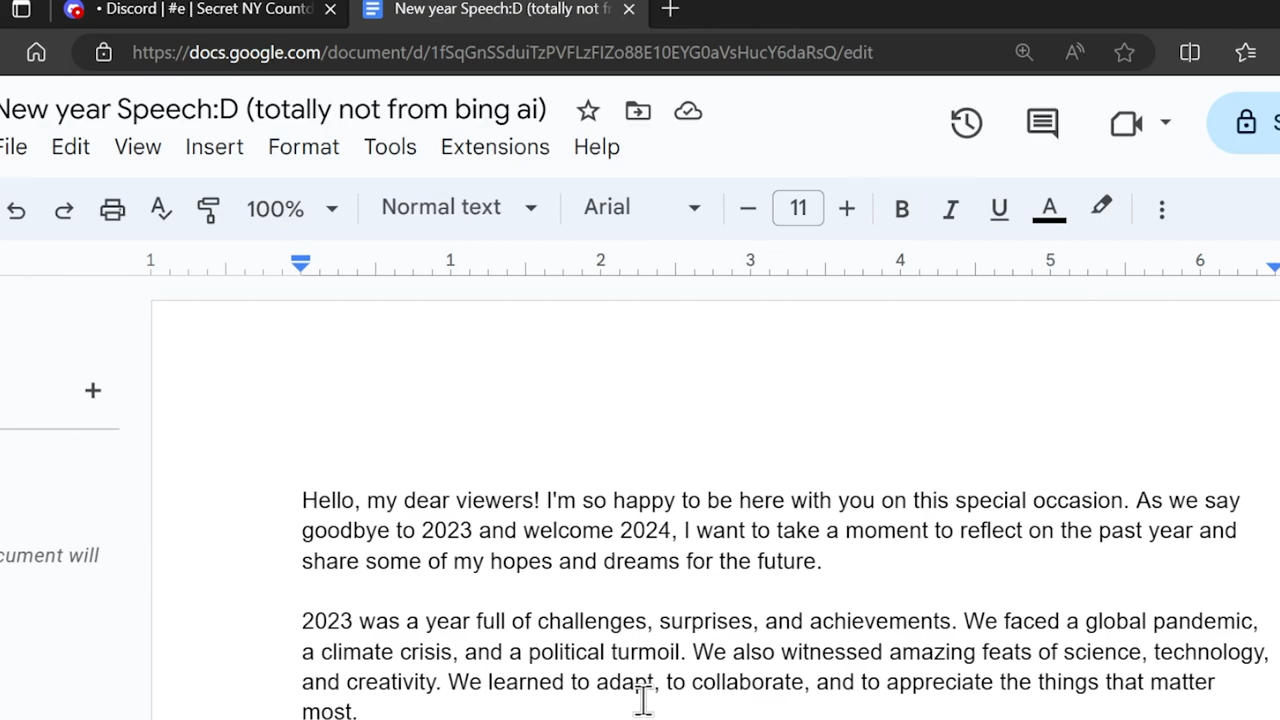 • Discord | #e | Secret NY Countd
New year Speech:D (totally not fr
https://docs.google.com/document/d/1fSqGnSSduiTzPVFLzFIZo88E10EYG0aVsHucY6daRsQ/edit
New year Speech:D (totally not from bing ai)
File Edit View Insert Format Tools Extensions Help
100% Normal text Arial 11 B I U A
1 1 2 3 4 5 6
Hello, my dear viewers! I'm so happy to be here with you on this special occasion. As we say
goodbye to 2023 and welcome 2024, I want to take a moment to reflect on the past year and
share some of my hopes and dreams for the future.
cument will
2023 was a year full of challenges, surprises, and achievements. We faced a global pandemic,
a climate crisis, and a political turmoil. We also witnessed amazing feats of science, technology,
and creativity. We learned to adapt, to collaborate, and to appreciate the things that matter
most.